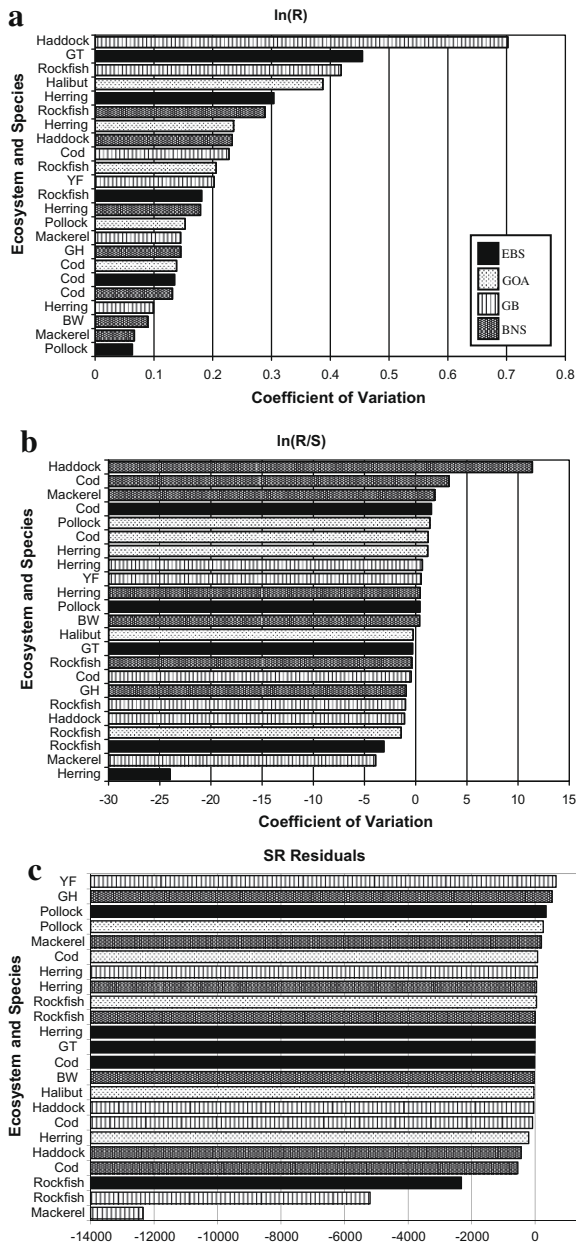 a
ln(R)
Ecosystem and Species
Haddock
GT
Rockfish
Halibut
Herring
Rockfish
Herring
Haddock
Cod
Rockfish
YF
Rockfish
Herring
Pollock
Mackerel
GH
Cod
Cod
Cod
Herring
BW
Mackerel
Pollock
EBS
GOA
GB
BNS
0 0.1 0.2 0.3 0.4 0.5 0.6 0.7 0.8
Coefficient of Variation
b
ln(R/S)
Ecosystem and Species
Haddock
Cod
Mackerel
Cod
Pollock
Cod
Herring
Herring
YF
Herring
Pollock
BW
Halibut
GT
Rockfish
Cod
GH
Rockfish
Haddock
Rockfish
Rockfish
Mackerel
Herring
-30 -25 -20 -15 -10 -5 0 5 10 15
Coefficient of Variation
SR Residuals
c
Ecosystem and Species
YF
GH
Pollock
Pollock
Mackerel
Cod
Herring
Herring
Rockfish
Rockfish
Herring
GT
Cod
BW
Halibut
Haddock
Cod
Herring
Haddock
Cod
Rockfish
Rockfish
Mackerel
-14000 -12000 -10000 -8000 -6000 -4000 -2000 0